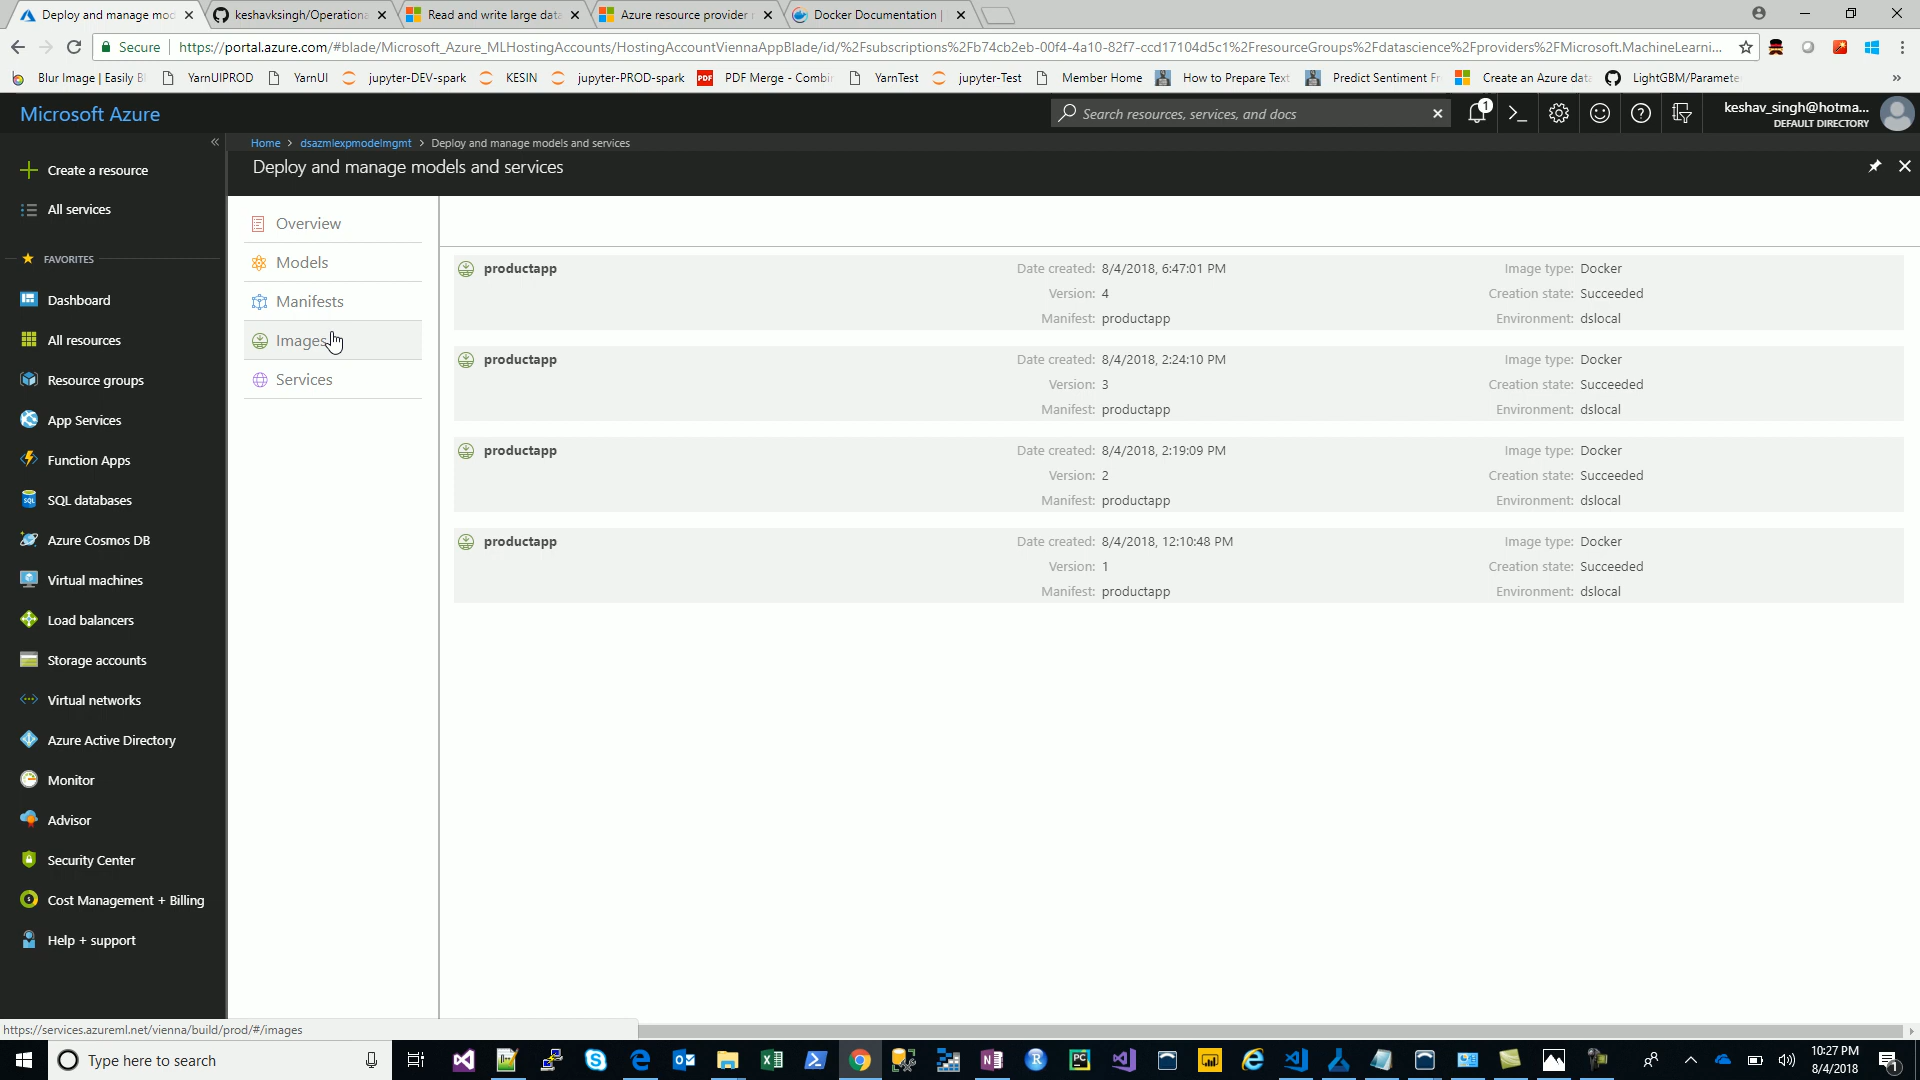 Deploy and manage mod
keshavksingh/Operationa
Read and write large data
Azure resource provider
Docker Documentation |
Secure
https://portal.azure.com/#blade/Microsoft_Azure_MLHostingAccounts/HostingAccountViennaAppBlade/id/%2Fsubscriptions%2Fb74cb2eb-00f4-4a10-82f7-ccd17104d5c1%2FresourceGroups%2Fdatascience%2Fproviders%2FMicrosoft.MachineLearni...
Blur Image | Easily B
YarnUIPROD
YarnUI
jupyter-DEV-spark
KESIN
jupyter-PROD-spark
PDF
PDF Merge - Combin
YarnTest
jupyter-Test
Member Home
How to Prepare Text
Predict Sentiment Fr
Create an Azure data
LightGBM/Paramete
»
Microsoft Azure
Search resources, services, and docs
1
keshav_singh@hotma...
DEFAULT DIRECTORY
Home > dsazmlexpmodelmgmt > Deploy and manage models and services
Deploy and manage models and services
Create a resource
All services
FAVORITES
Dashboard
All resources
Resource groups
App Services
Function Apps
SQL databases
Azure Cosmos DB
Virtual machines
Load balancers
Storage accounts
Virtual networks
Azure Active Directory
Monitor
Advisor
Security Center
Cost Management + Billing
Help + support
Overview
Models
Manifests
Images
Services
productapp
Date created: 8/4/2018, 6:47:01 PM
Image type: Docker
Version: 4
Creation state: Succeeded
Manifest: productapp
Environment: dslocal
productapp
Date created: 8/4/2018, 2:24:10 PM
Image type: Docker
Version: 3
Creation state: Succeeded
Manifest: productapp
Environment: dslocal
productapp
Date created: 8/4/2018, 2:19:09 PM
Image type: Docker
Version: 2
Creation state: Succeeded
Manifest: productapp
Environment: dslocal
productapp
Date created: 8/4/2018, 12:10:48 PM
Image type: Docker
Version: 1
Creation state: Succeeded
Manifest: productapp
Environment: dslocal
https://services.azureml.net/vienna/build/prod/#/images
Type here to search
10:27 PM
8/4/2018
1